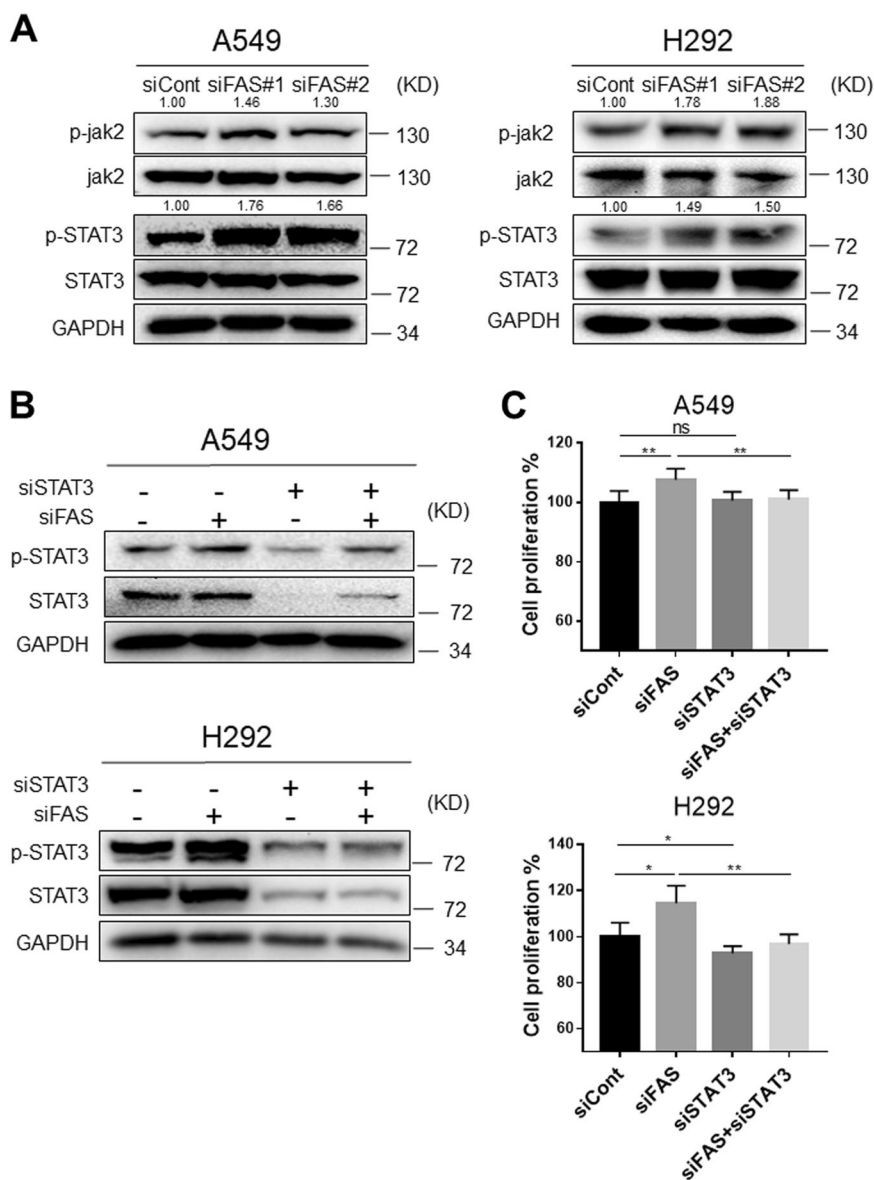 A
A549
siCont siFAS#1 siFAS#2 (KD)
1.00 1.46 1.30
p-jak2 130
jak2 130
1.00 1.76 1.66
p-STAT3 72
STAT3 72
GAPDH 34
H292
siCont siFAS#1 siFAS#2 (KD)
1.00 1.78 1.88
p-jak2 130
jak2 130
1.00 1.49 1.50
p-STAT3 72
STAT3 72
GAPDH 34
B
A549
siSTAT3 - - + +
siFAS - + - + (KD)
p-STAT3 72
STAT3 72
GAPDH 34
H292
siSTAT3 - - + +
siFAS - + - + (KD)
p-STAT3 72
STAT3 72
GAPDH 34
C
A549
ns
** **
Cell proliferation %
120
100
80
60
siCont
siFAS
siSTAT3
siFAS+siSTAT3
H292
*
* **
Cell proliferation %
140
120
100
80
60
siCont
siFAS
siSTAT3
siFAS+siSTAT3